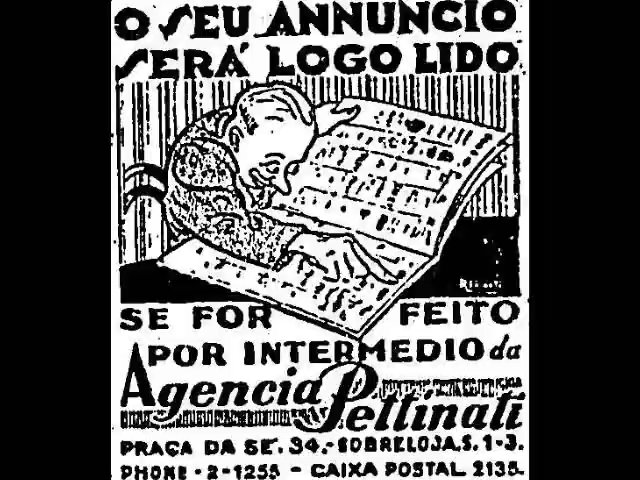 O SEU ANNUNCIO
SERÁ LOGO LIDO
SE FOR FEITO
POR INTERMEDIO da
Agencia Pettinati
PRAÇA DA SÉ. 34.-SOBRELOJA.S. 1-3.
PHONE - 2-1255 - CAIXA POSTAL 2135.